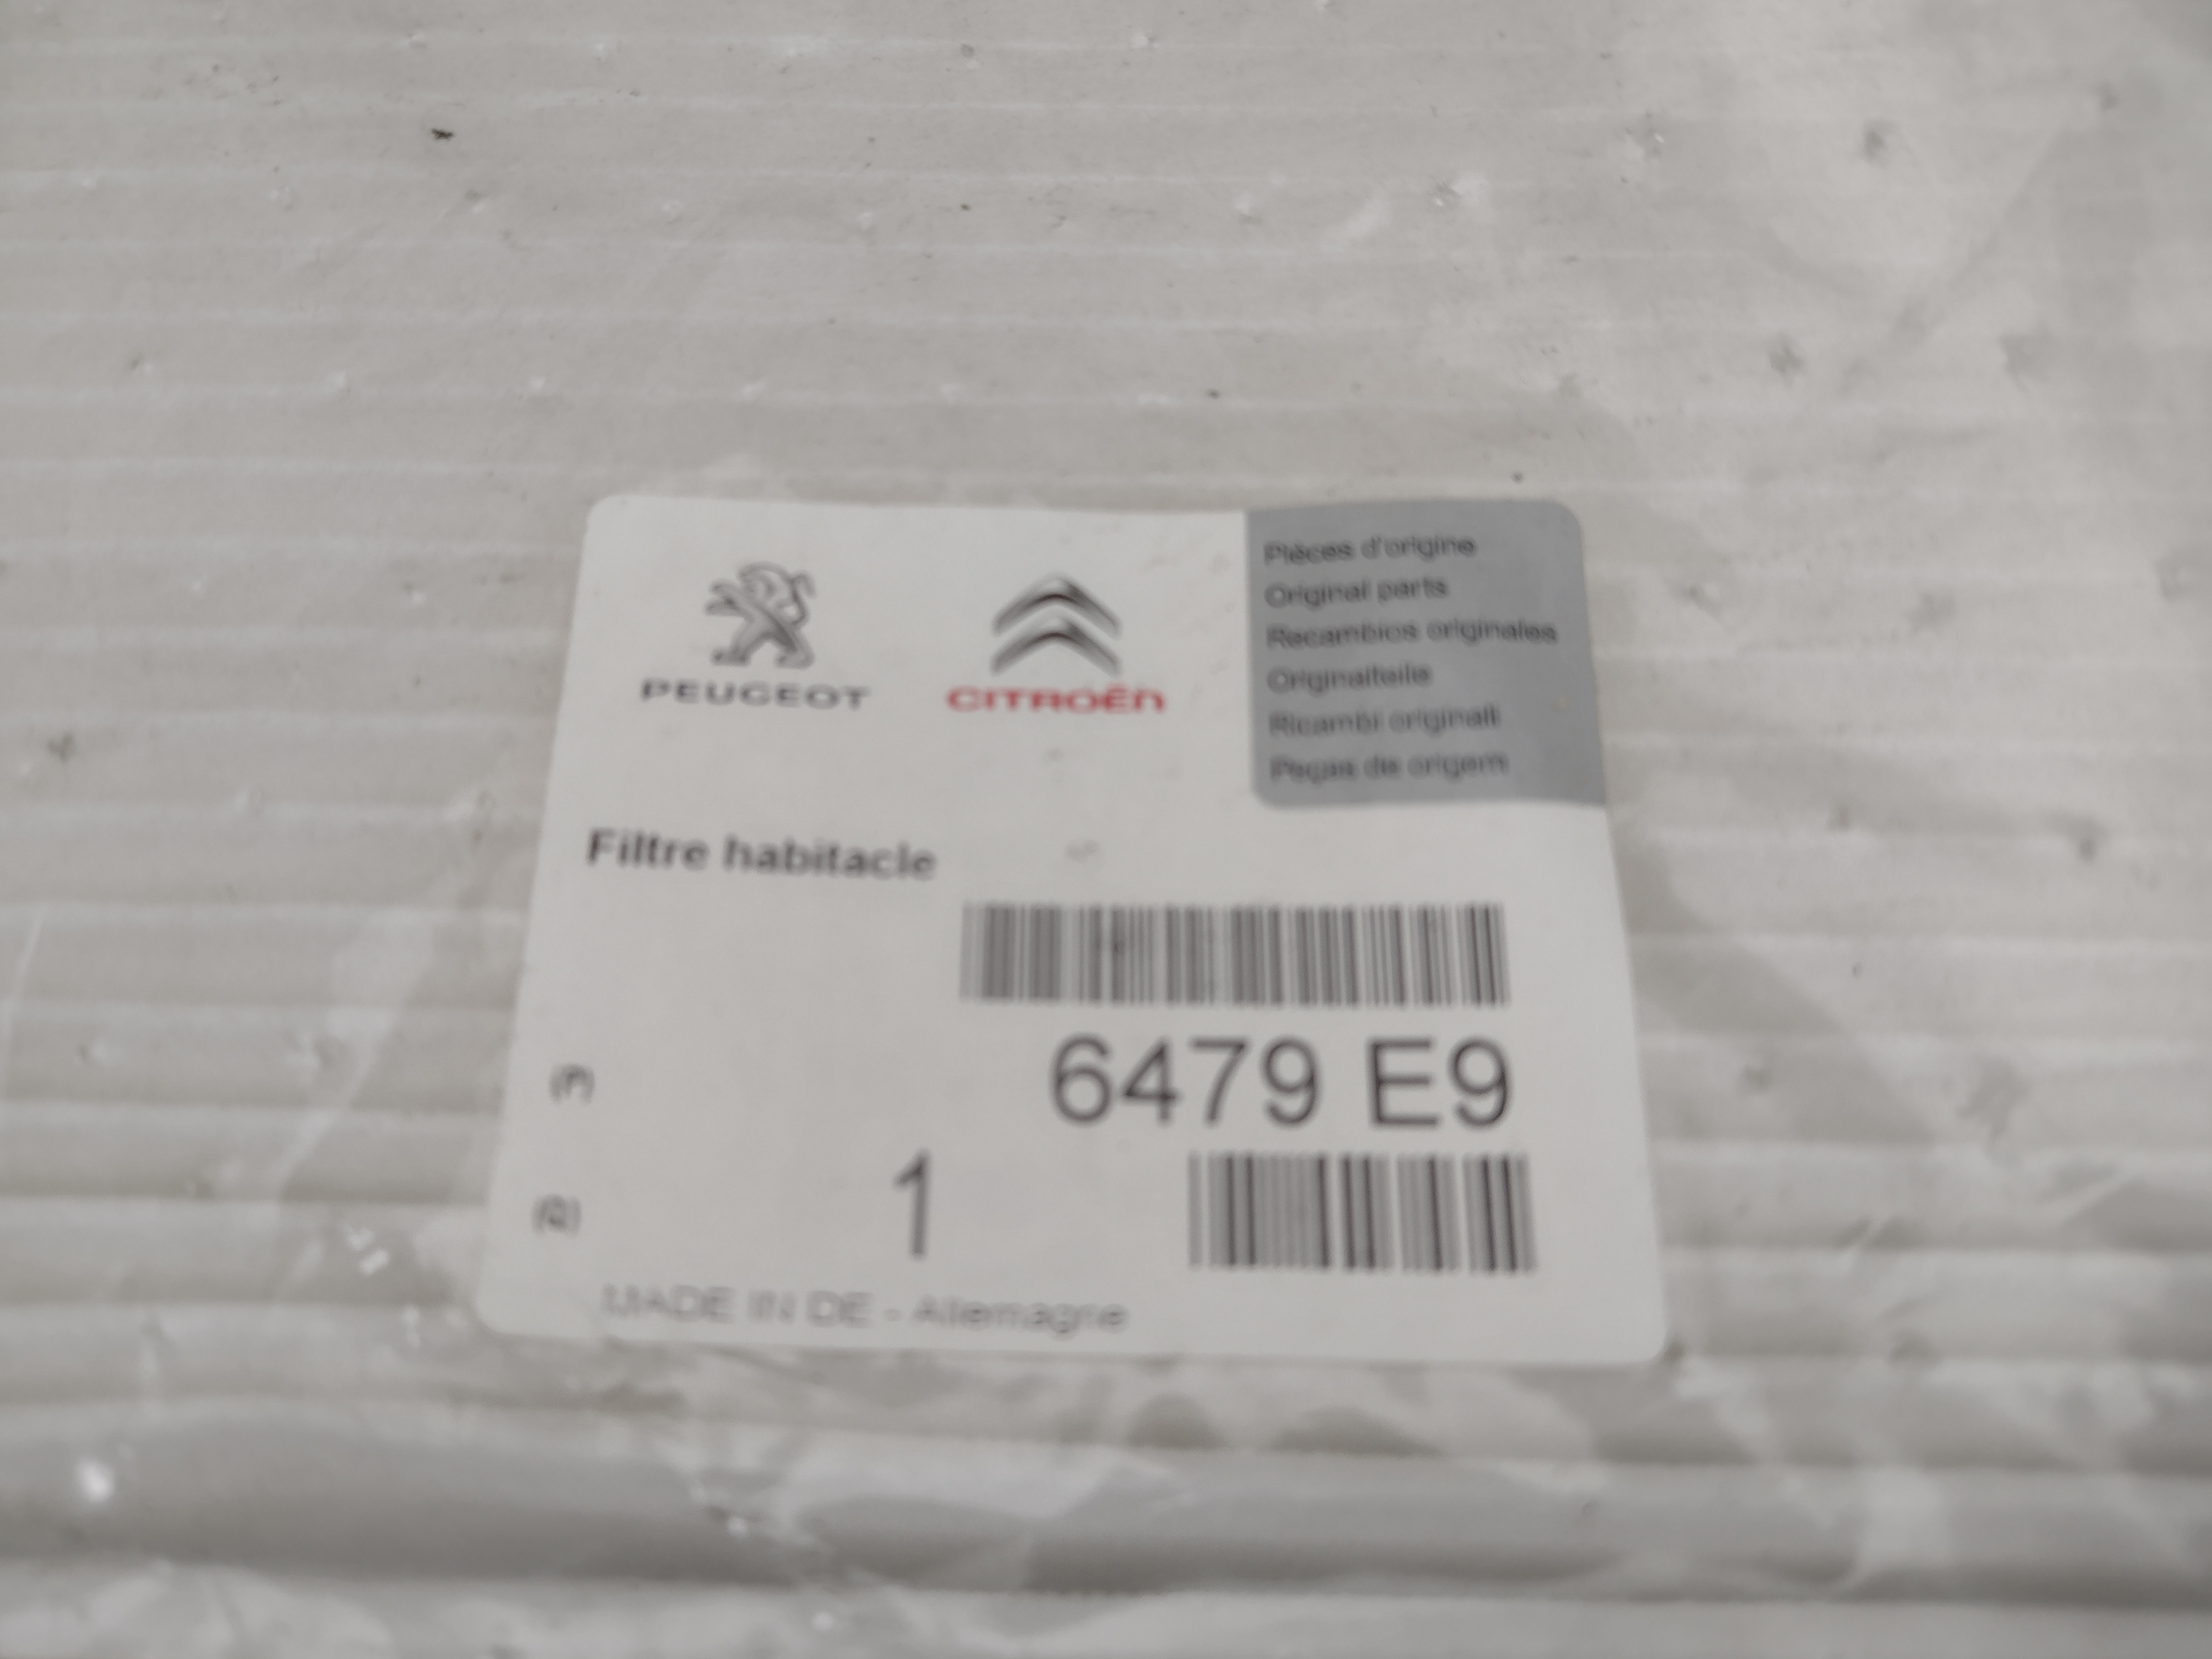 PEUGEOT
CITROËN
Pièces d'origine
Original parts
Recambios originales
Originalteile
Ricambi originali
Peças de origem
Filtre habitacle
(P)
6479 E9
(Q)
1
MADE IN DE - Allemagne